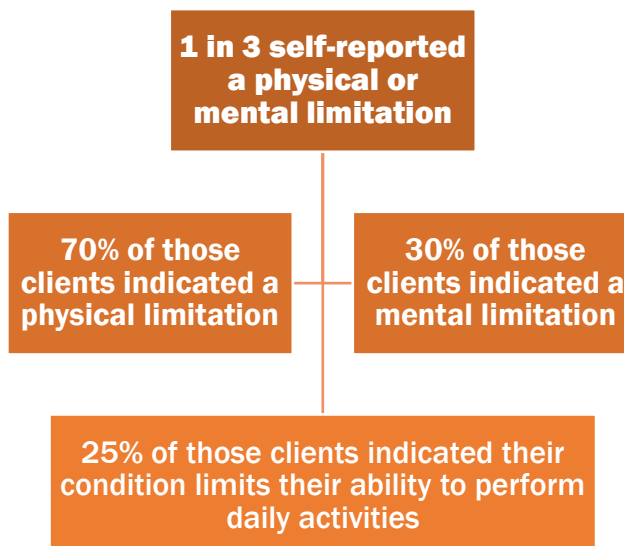 1 in 3 self-reported
a physical or
mental limitation
70% of those
clients indicated a
physical limitation
30% of those
clients indicated a
mental limitation
25% of those clients indicated their
condition limits their ability to perform
daily activities